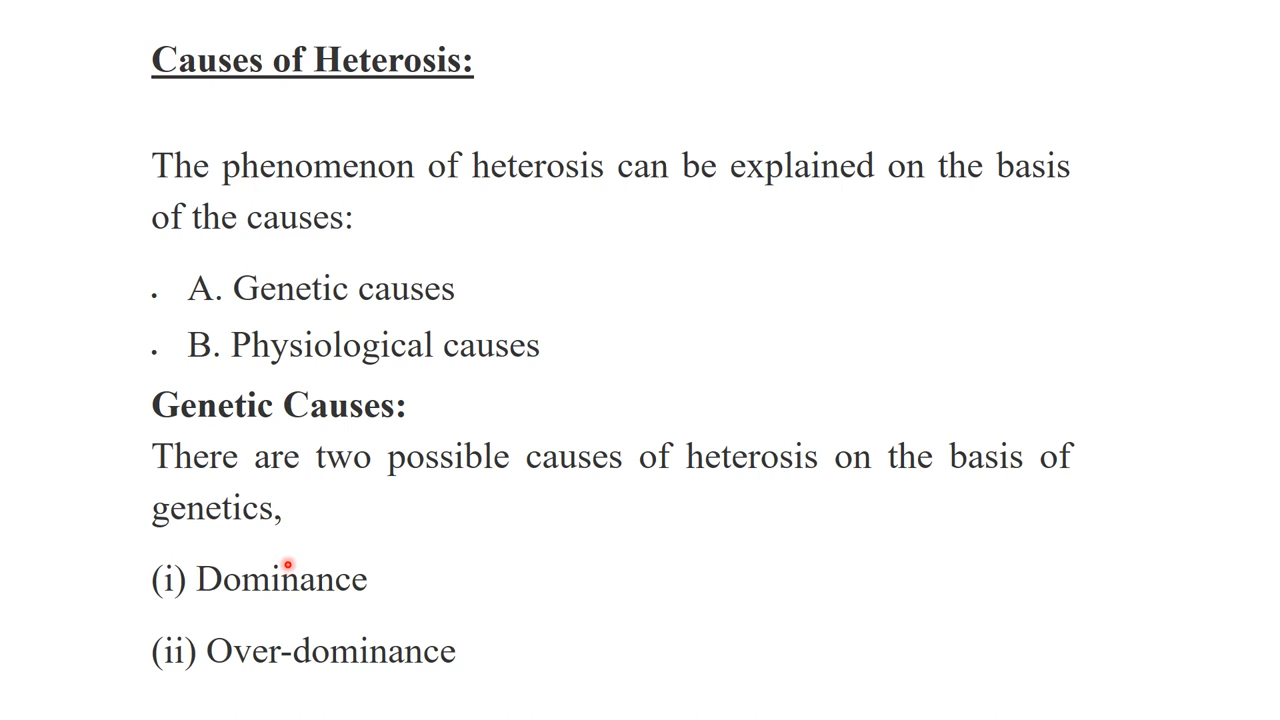 Causes of Heterosis:
The phenomenon of heterosis can be explained on the basis
of the causes:
• A. Genetic causes
• B. Physiological causes
Genetic Causes:
There are two possible causes of heterosis on the basis of
genetics,
(i) Dominance
(ii) Over-dominance